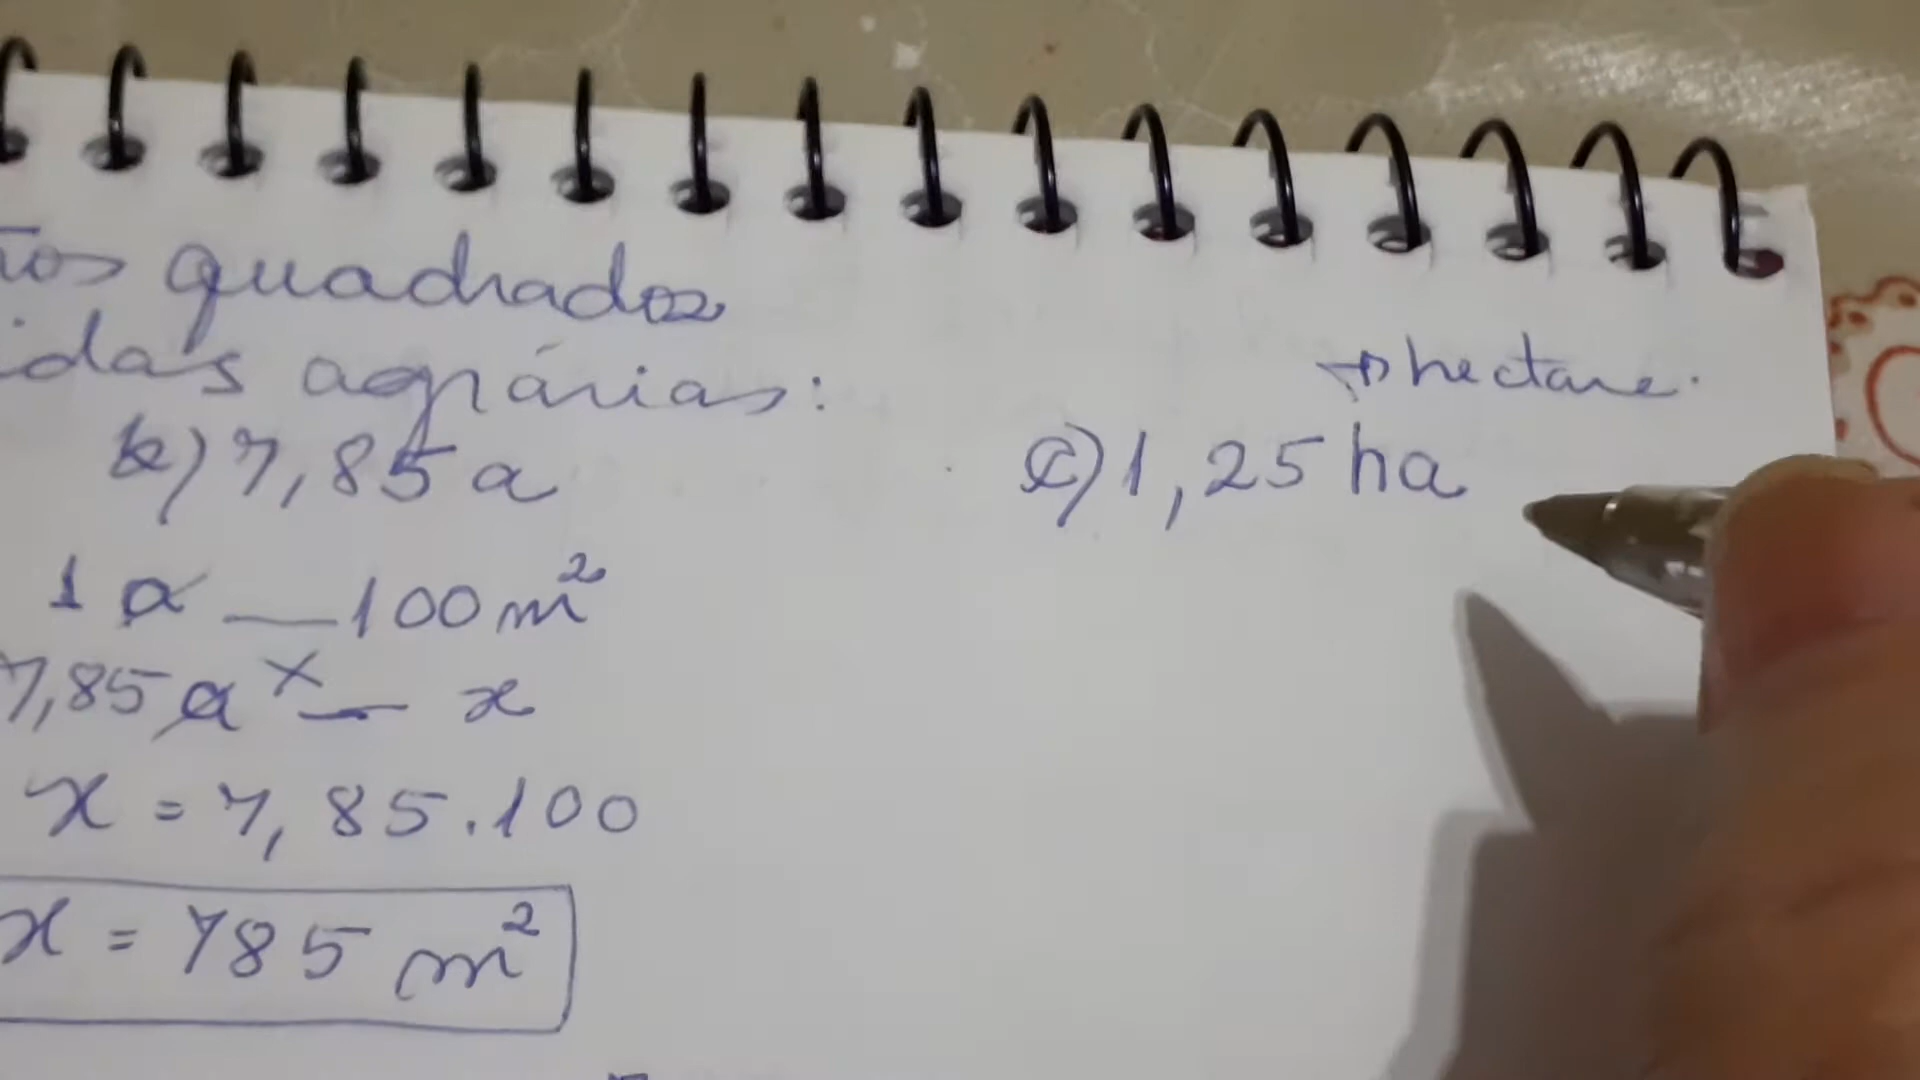 quadrados
agrárias:
b) 7,85 a
1 a — 100 m²
7,85 a × — x
x = 7,85 . 100
x = 785 m²
→ hectare.
c) 1,25 ha